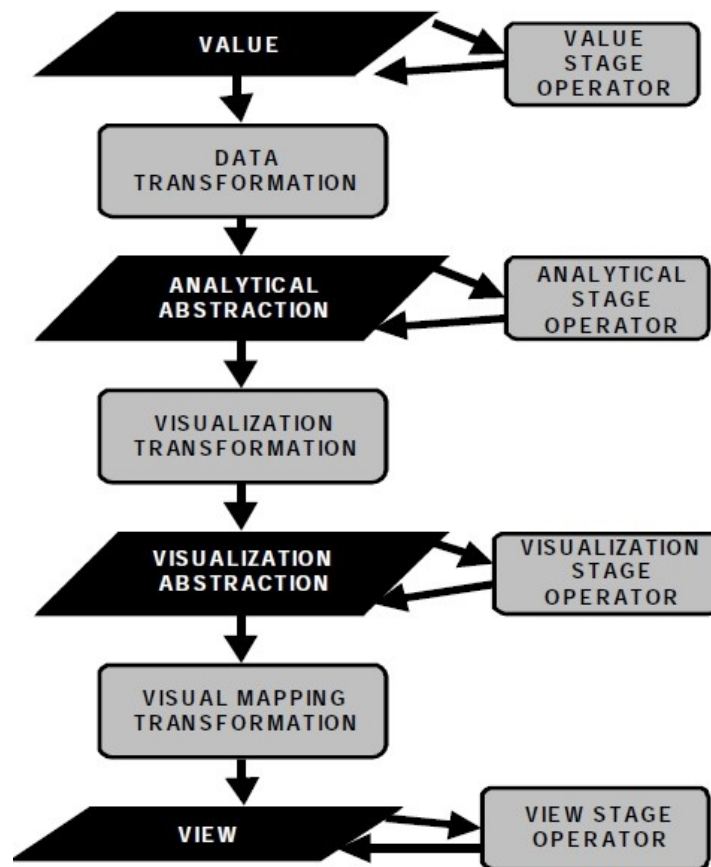 VALUE
VALUE
STAGE
OPERATOR
DATA
TRANSFORMATION
ANALYTICAL
ABSTRACTION
ANALYTICAL
STAGE
OPERATOR
VISUALIZATION
TRANSFORMATION
VISUALIZATION
ABSTRACTION
VISUALIZATION
STAGE
OPERATOR
VISUAL MAPPING
TRANSFORMATION
VIEW
VIEW STAGE
OPERATOR